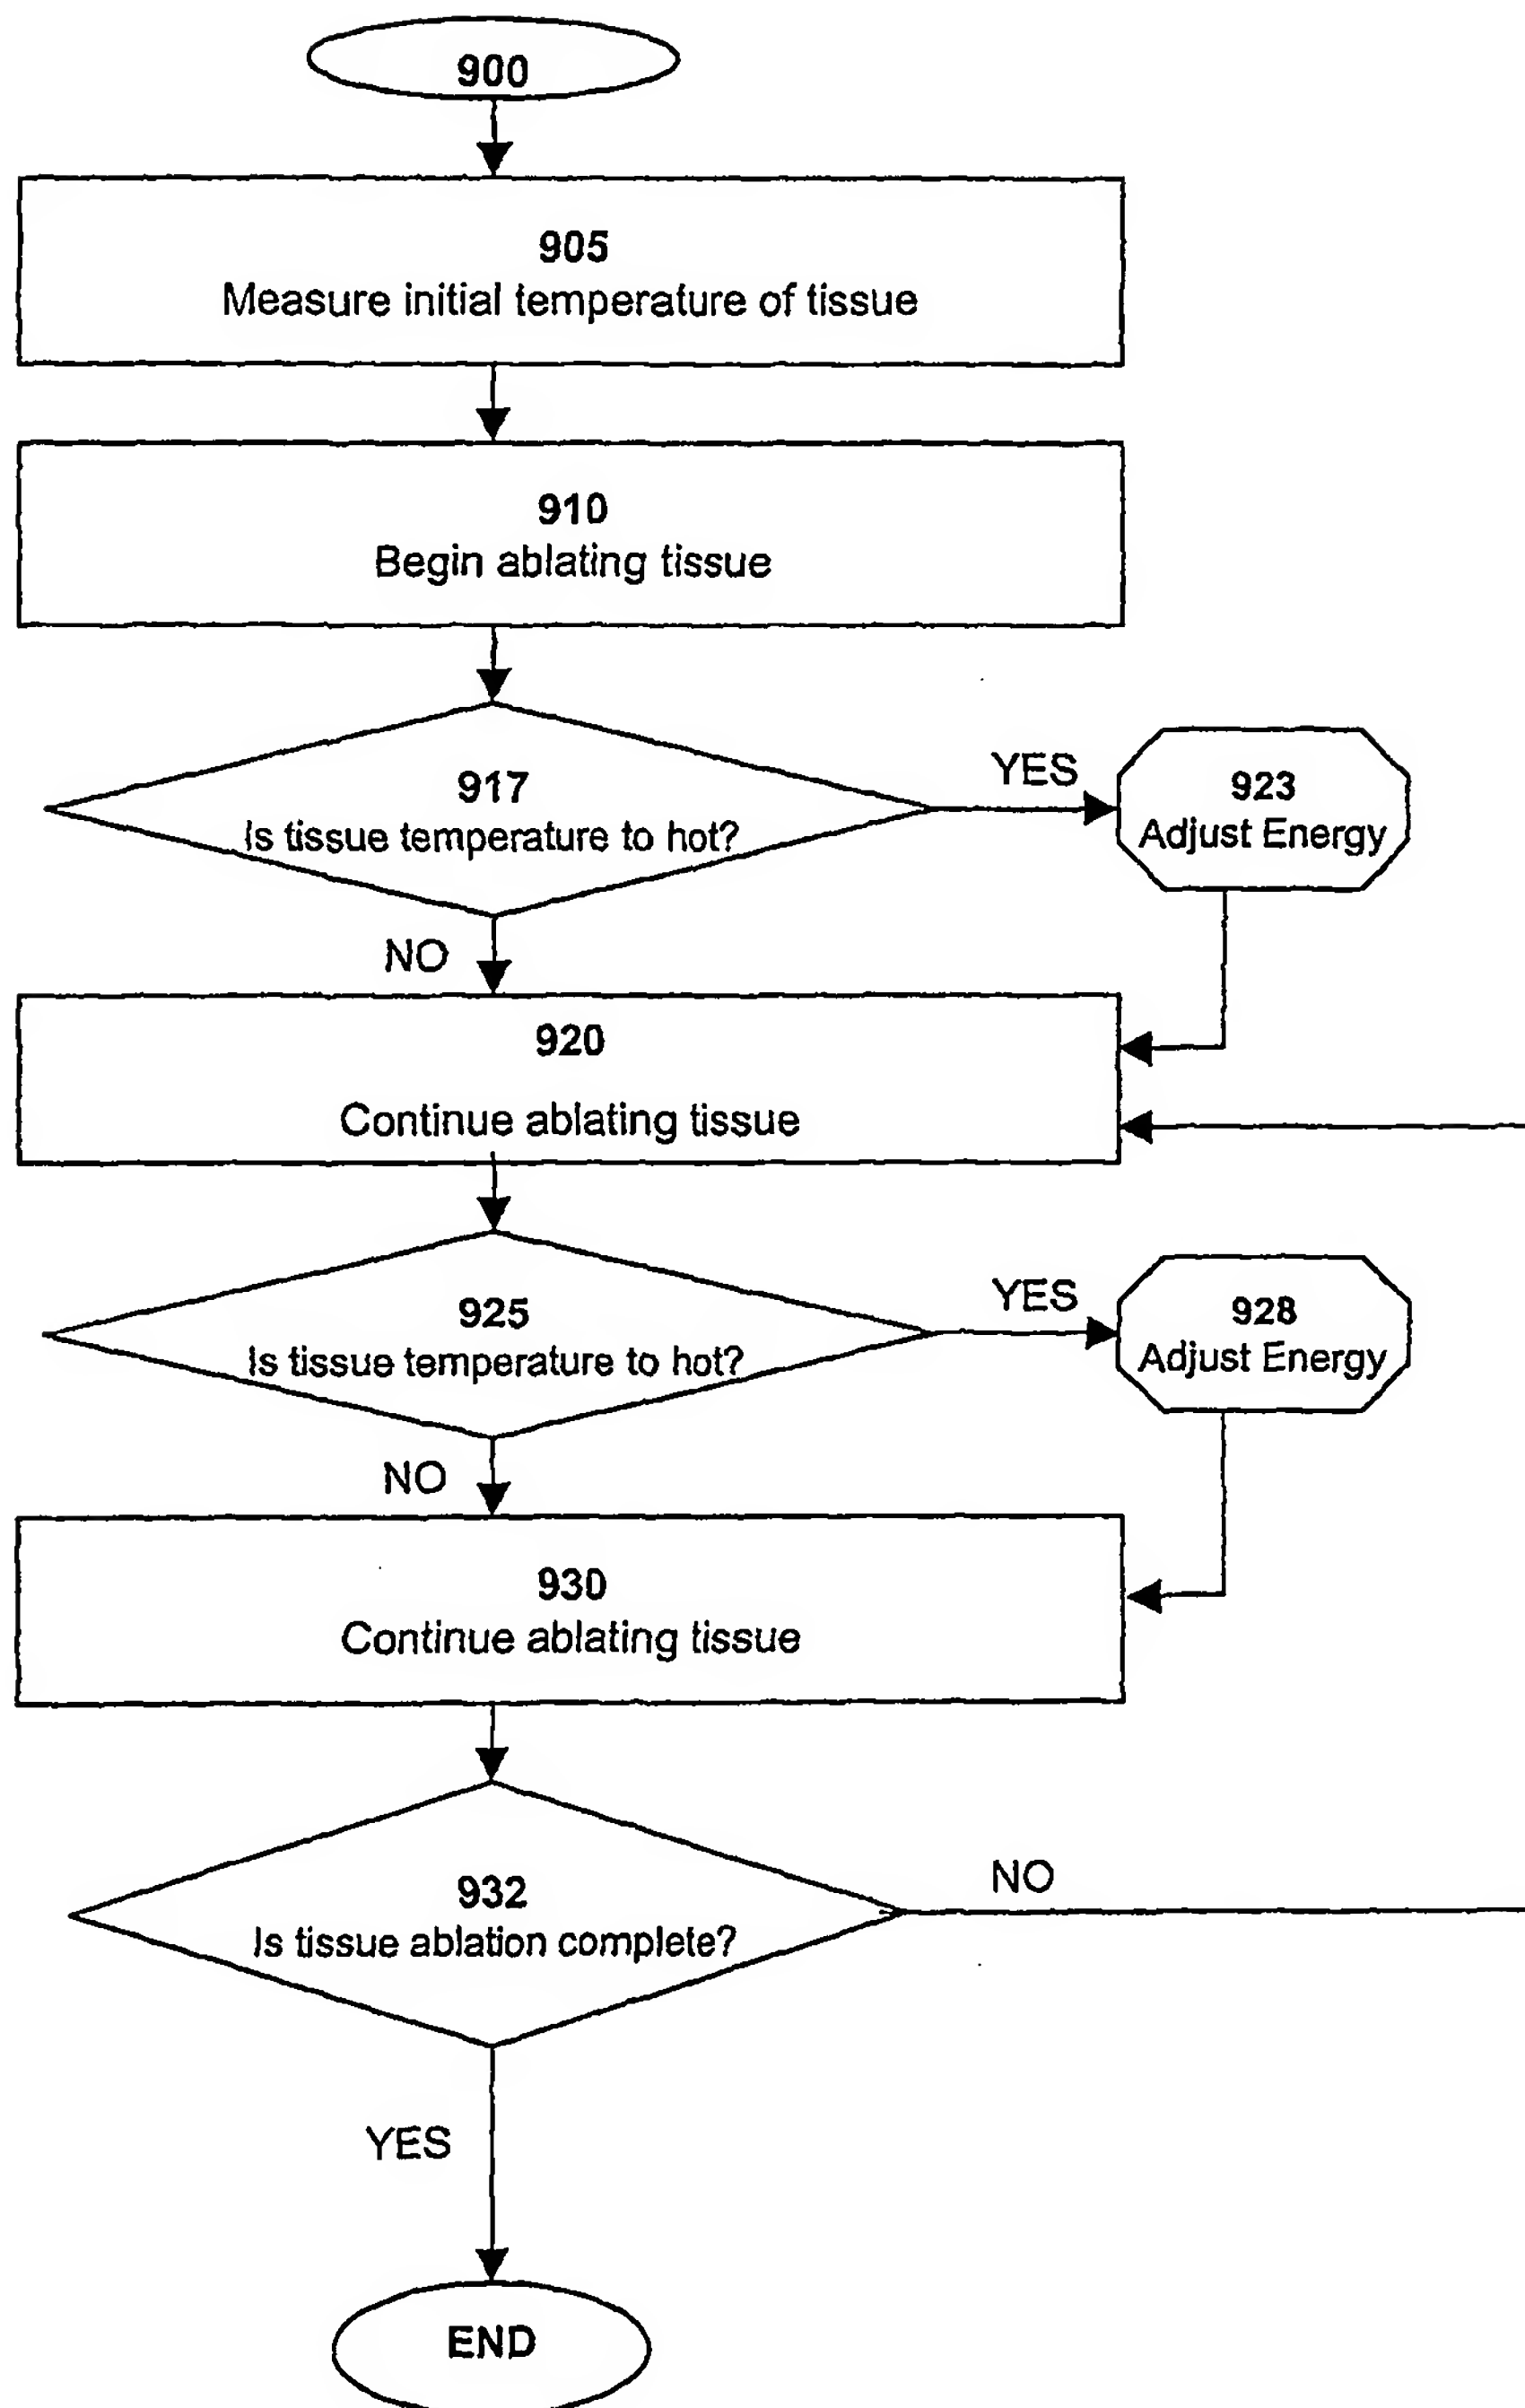 900
905
Measure initial temperature of tissue
910
Begin ablating tissue
917
Is tissue temperature to hot?
YES
923
Adjust Energy
NO
920
Continue ablating tissue
925
Is tissue temperature to hot?
YES
928
Adjust Energy
NO
930
Continue ablating tissue
932
Is tissue ablation complete?
NO
YES
END